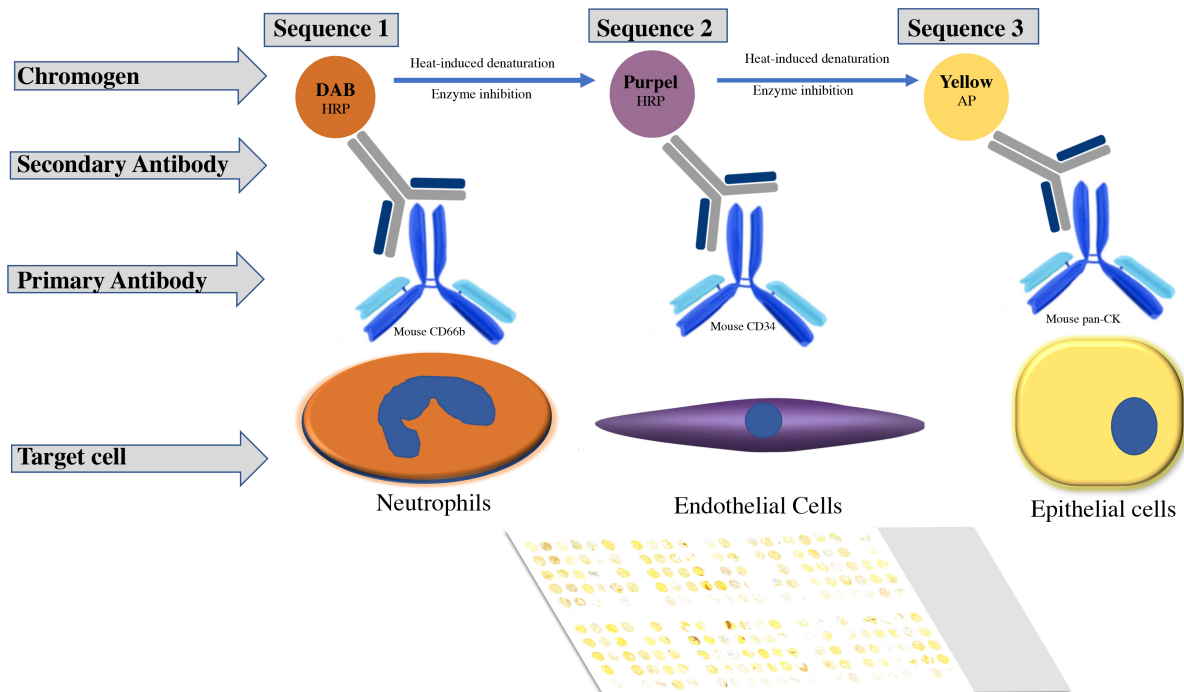 Sequence 1
Sequence 2
Sequence 3
Chromogen
DAB
HRP
Heat-induced denaturation
Enzyme inhibition
Purpel
HRP
Heat-induced denaturation
Enzyme inhibition
Yellow
AP
Secondary Antibody
Primary Antibody
Mouse CD66b
Mouse CD34
Mouse pan-CK
Target cell
Neutrophils
Endothelial Cells
Epithelial cells